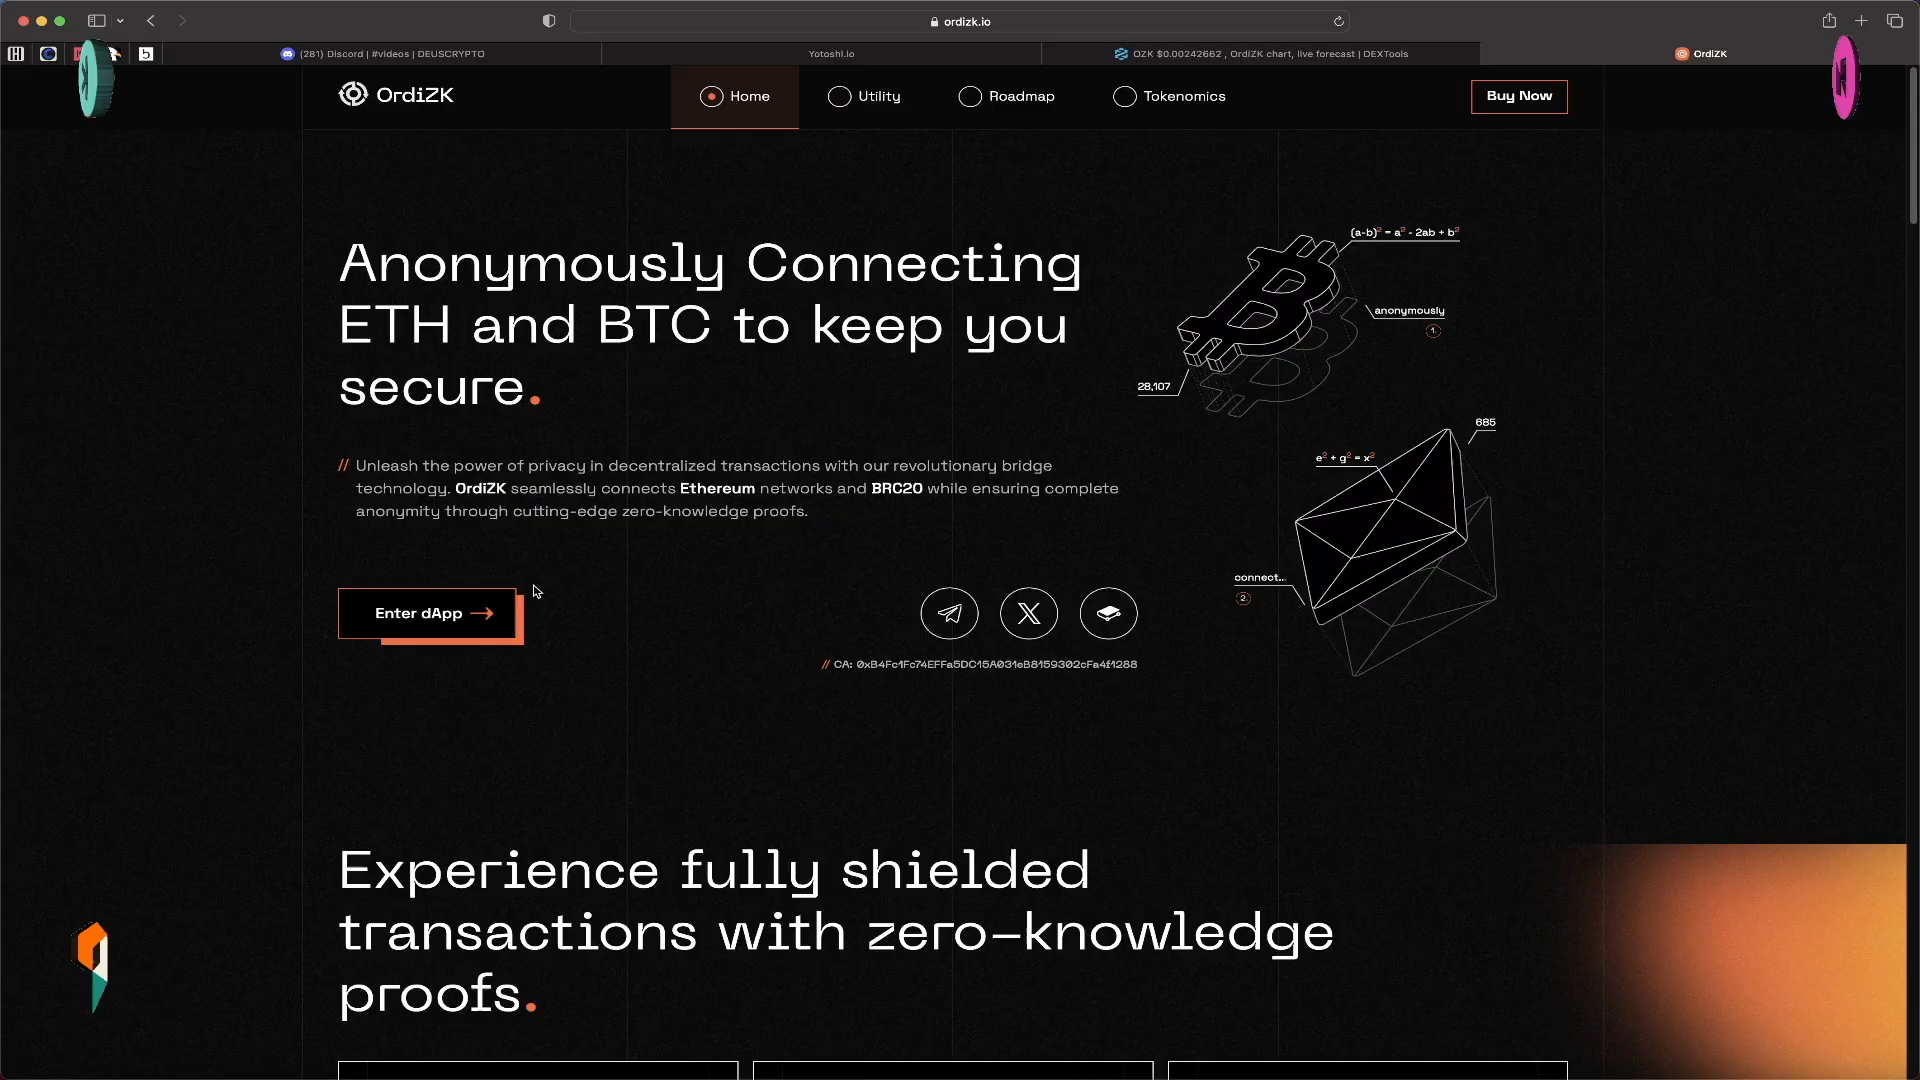 ordizk.io
(281) Discord | #videos | DEUSCRYPTO
Yotoshi.io
OZK $0.00242662 , OrdiZK chart, live forecast | DEXTools
OrdiZK
OrdiZK
Home
Utility
Roadmap
Tokenomics
Buy Now
Anonymously Connecting
ETH and BTC to keep you
secure.
(a-b)² = a² - 2ab + b²
anonymously
1.
28,107
685
e² + g² = x²
connect...
2.
// Unleash the power of privacy in decentralized transactions with our revolutionary bridge
technology. OrdiZK seamlessly connects Ethereum networks and BRC20 while ensuring complete
anonymity through cutting-edge zero-knowledge proofs.
Enter dApp
// CA: 0xB4Fc1Fc74EFFa5DC15A031eB8159302cFa4f1288
Experience fully shielded
transactions with zero-knowledge
proofs.